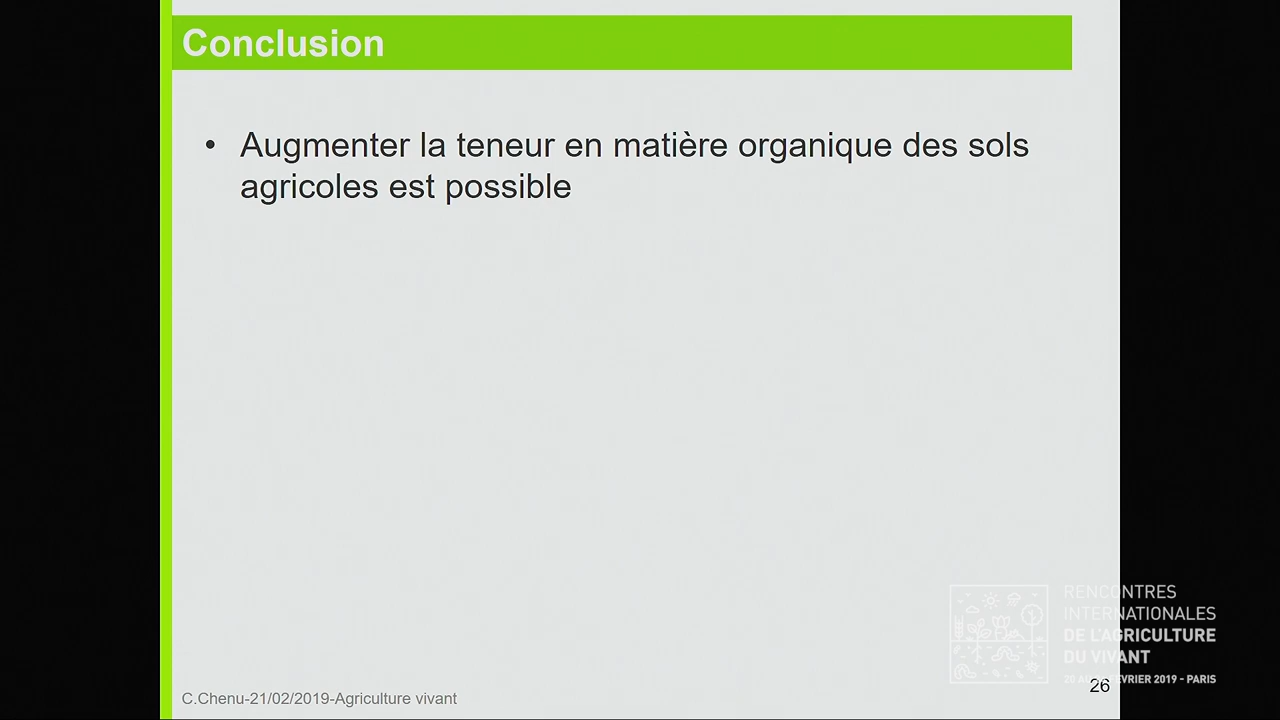 Conclusion
• Augmenter la teneur en matière organique des sols
agricoles est possible
RENCONTRES
INTERNATIONALES
DE L'AGRICULTURE
DU VIVANT
FÉVRIER 2019 - PARIS
26
C.Chenu-21/02/2019-Agriculture vivant